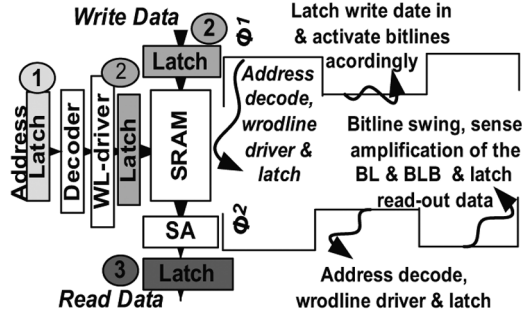 Write Data
2
Φ1
Latch
Latch write date in
& activate bitlines
acordingly
1
2
Address
Latch
Decoder
WL-driver
Latch
SRAM
Address
decode,
wrodline
driver &
latch
Bitline swing, sense
amplification of the
BL & BLB & latch
read-out data
SA
Φ2
3
Latch
Read Data
Address decode,
wrodline driver & latch